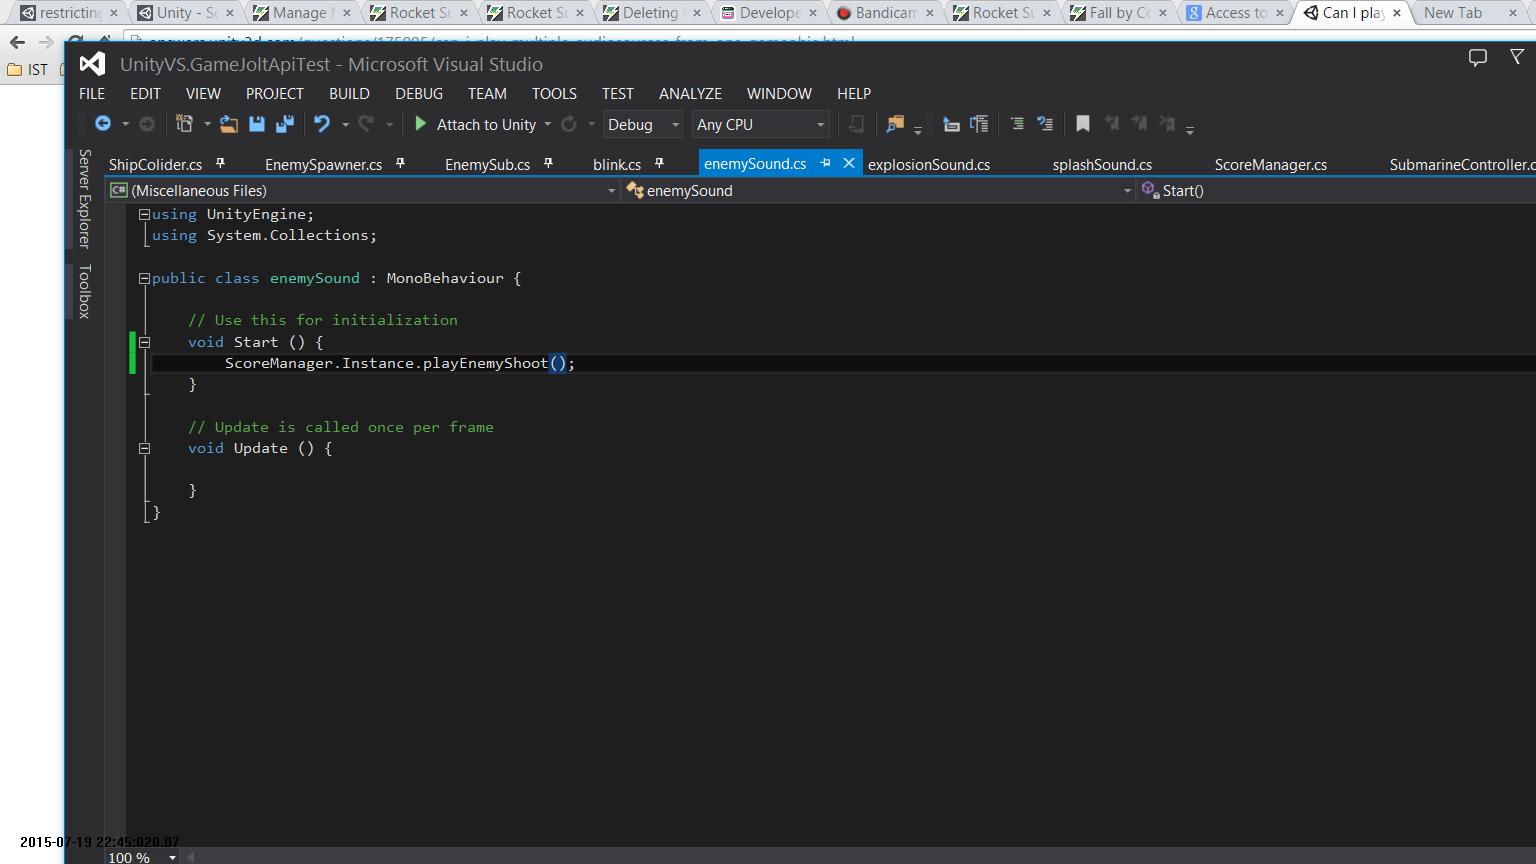 restricting Unity - Sc Manage Rocket Su Rocket Su Deleting Develope Bandicam Rocket Su Fall by Co Access to Can I play New Tab
IST
UnityVS.GameJoltApiTest - Microsoft Visual Studio
FILE EDIT VIEW PROJECT BUILD DEBUG TEAM TOOLS TEST ANALYZE WINDOW HELP
Attach to Unity Debug Any CPU
ShipColider.cs EnemySpawner.cs EnemySub.cs blink.cs enemySound.cs explosionSound.cs splashSound.cs ScoreManager.cs SubmarineController.c
(Miscellaneous Files) enemySound Start()
Server Explorer
Toolbox
using UnityEngine;
using System.Collections;
public class enemySound : MonoBehaviour {
// Use this for initialization
void Start () {
ScoreManager.Instance.playEnemyShoot();
}
// Update is called once per frame
void Update () {
}
}
2015-07-19 22:45:020.07
100 %